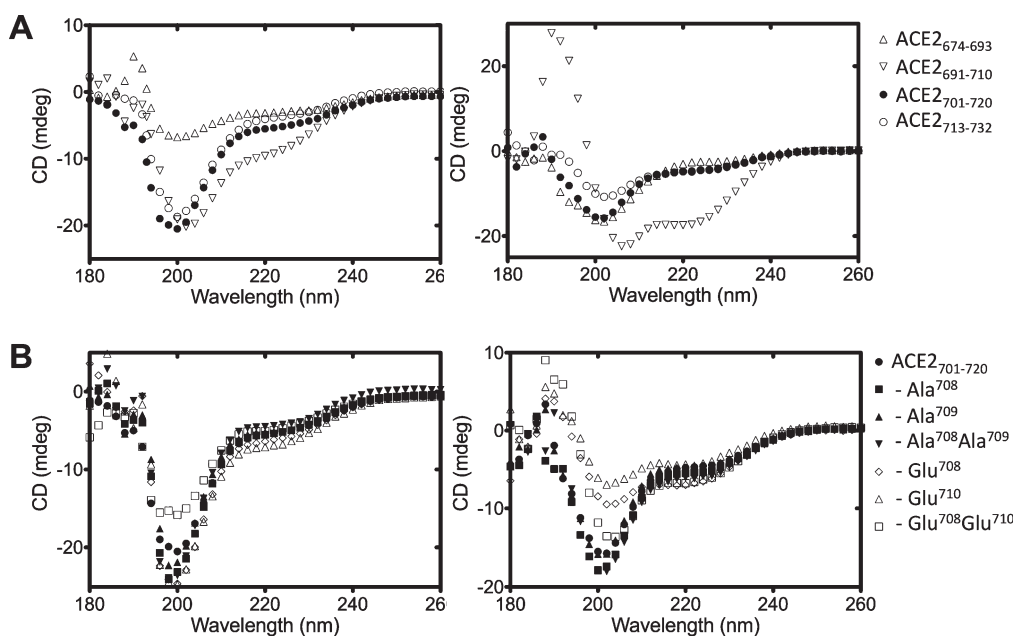 A
10
0
-10
-20
CD (mdeg)
180 200 220 240 26
Wavelength (nm)
20
0
-20
CD (mdeg)
180 200 220 240 260
Wavelength (nm)
△ ACE2674-693
▽ ACE2691-710
● ACE2701-720
○ ACE2713-732
B
0
-10
-20
CD (mdeg)
180 200 220 240 26
Wavelength (nm)
10
0
-10
-20
CD (mdeg)
180 200 220 240 260
Wavelength (nm)
● ACE2701-720
■ - Ala708
▲ - Ala709
▼ - Ala708Ala709
◇ - Glu708
△ - Glu710
□ - Glu708Glu710